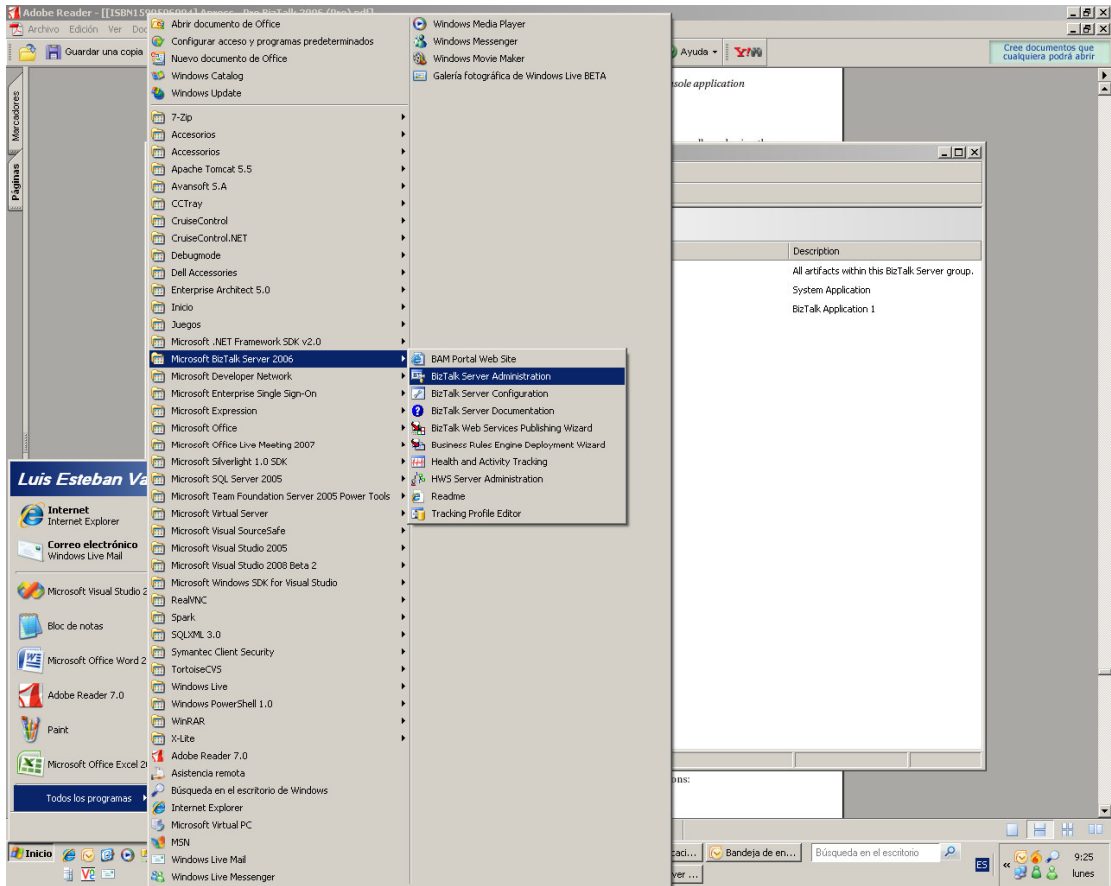 Adobe Reader - [[ISBN1590596994] Apress - Pro BizTalk 2006 (Pro).pdf]
Archivo Edición Ver
Guardar una copia
Ayuda
Y!
Cree documentos que
cualquiera podrá abrir
Marcadores
Páginas
Abrir documento de Office
Configurar acceso y programas predeterminados
Nuevo documento de Office
Windows Catalog
Windows Update
7-Zip
Accesorios
Accessories
Apache Tomcat 5.5
Avansoft S.A
CCTray
CruiseControl
CruiseControl.NET
Debugmode
Dell Accessories
Enterprise Architect 5.0
Inicio
Juegos
Microsoft .NET Framework SDK v2.0
Microsoft BizTalk Server 2006
Microsoft Developer Network
Microsoft Enterprise Single Sign-On
Microsoft Expression
Microsoft Office
Microsoft Office Live Meeting 2007
Microsoft Silverlight 1.0 SDK
Microsoft SQL Server 2005
Microsoft Team Foundation Server 2005 Power Tools
Microsoft Virtual Server
Microsoft Visual SourceSafe
Microsoft Visual Studio 2005
Microsoft Visual Studio 2008 Beta 2
Microsoft Windows SDK for Visual Studio
RealVNC
Spark
SQLXML 3.0
Symantec Client Security
TortoiseCVS
Windows Live
Windows PowerShell 1.0
WinRAR
X-Lite
Adobe Reader 7.0
Asistencia remota
Búsqueda en el escritorio de Windows
Internet Explorer
Microsoft Virtual PC
MSN
Windows Live Mail
Windows Live Messenger
Windows Media Player
Windows Messenger
Windows Movie Maker
Galería fotográfica de Windows Live BETA
BAM Portal Web Site
BizTalk Server Administration
BizTalk Server Configuration
BizTalk Server Documentation
BizTalk Web Services Publishing Wizard
Business Rules Engine Deployment Wizard
Health and Activity Tracking
HWS Server Administration
Readme
Tracking Profile Editor
application
Description
All artifacts within this BizTalk Server group.
System Application
BizTalk Application 1
Luis Esteban Va
Internet
Internet Explorer
Correo electrónico
Windows Live Mail
Microsoft Visual Studio 2
Bloc de notas
Microsoft Office Word 2
Adobe Reader 7.0
Paint
Microsoft Office Excel 2
Todos los programas
ons:
Inicio
caci...
Bandeja de en...
Búsqueda en el escritorio
ver ...
ES
9:25
lunes